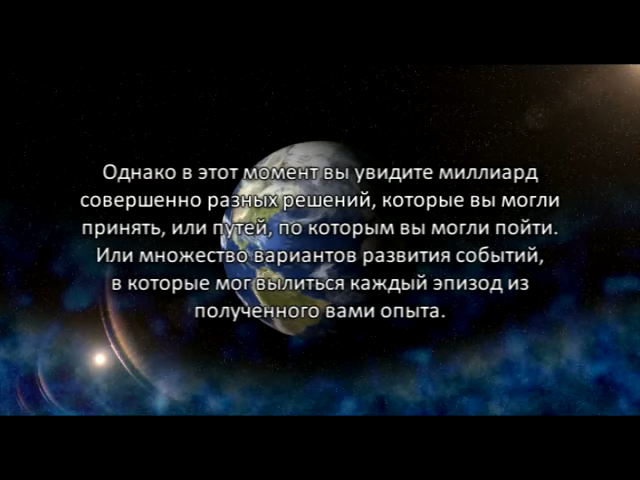 Однако в этот момент вы увидите миллиард
совершенно разных решений, которые вы могли
принять, или путей, по которым вы могли пойти.
Или множество вариантов развития событий,
в которые мог вылиться каждый эпизод из
полученного вами опыта.